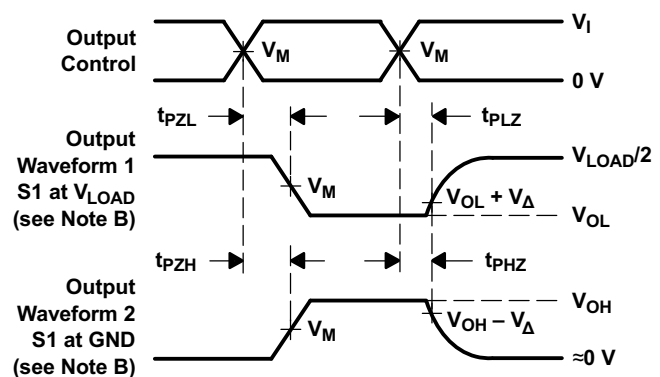 Output
Control
V_M
V_M
V_I
0 V
t_PZL
t_PLZ
Output
Waveform 1
S1 at V_LOAD
(see Note B)
V_M
V_LOAD/2
V_OL + V_Δ
V_OL
t_PZH
t_PHZ
Output
Waveform 2
S1 at GND
(see Note B)
V_M
V_OH
V_OH – V_Δ
≈0 V